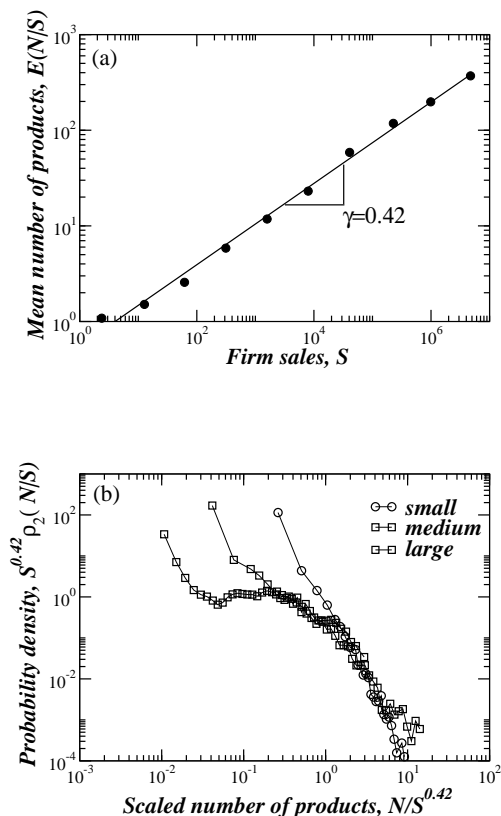 10^3
(a)
10^2
10^1
10^0
Mean number of products, E(N/S)
γ=0.42
10^0 10^2 10^4 10^6
Firm sales, S
(b)
10^2
10^0
10^-2
10^-4
Probability density, S^0.42 ρ_2( N/S)
small
medium
large
10^-3 10^-2 10^-1 10^0 10^1 10^2
Scaled number of products, N/S^0.42